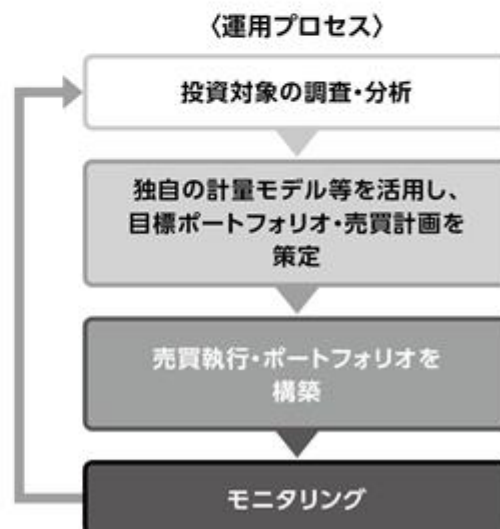 〈運用プロセス〉
投資対象の調査・分析
独自の計量モデル等を活用し、
目標ポートフォリオ・売買計画を
策定
売買執行・ポートフォリオを
構築
モニタリング